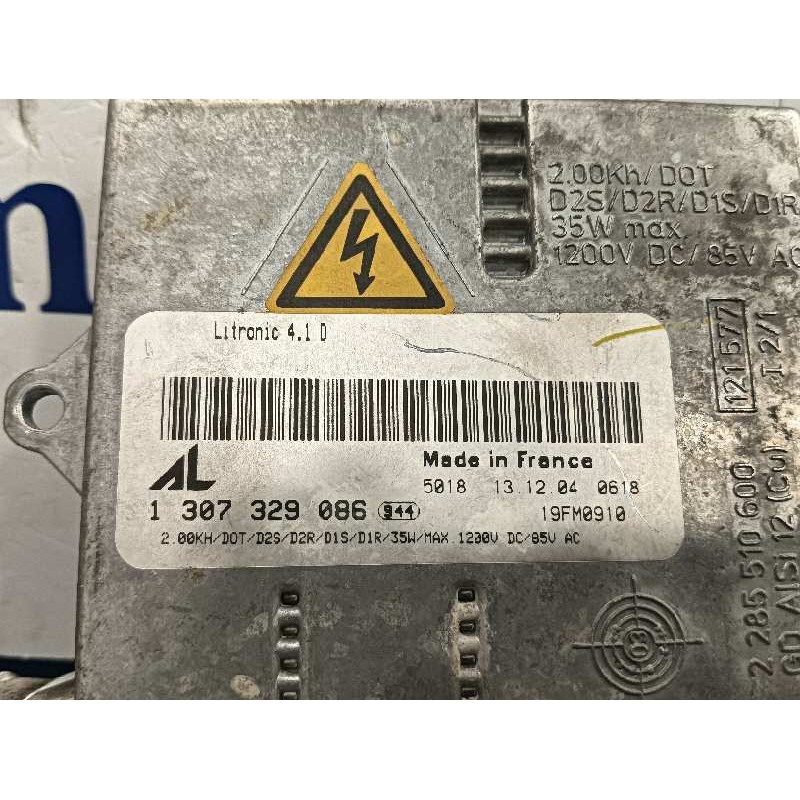 m
2.00Kh/DOT
D2S/D2R/D1S/D1R
35W max.
1200V DC/85V AC
Litronic 4.1 D
AL
Made in France
5018 13.12.04 0618
1 307 329 086 944
19FM0910
2.00KH/DOT/D2S/D2R/D1S/D1R/35W/MAX.1200V DC/85V AC
121577
I 2/1
2 285 510 600
GD AlSi 12 (Cu)
03